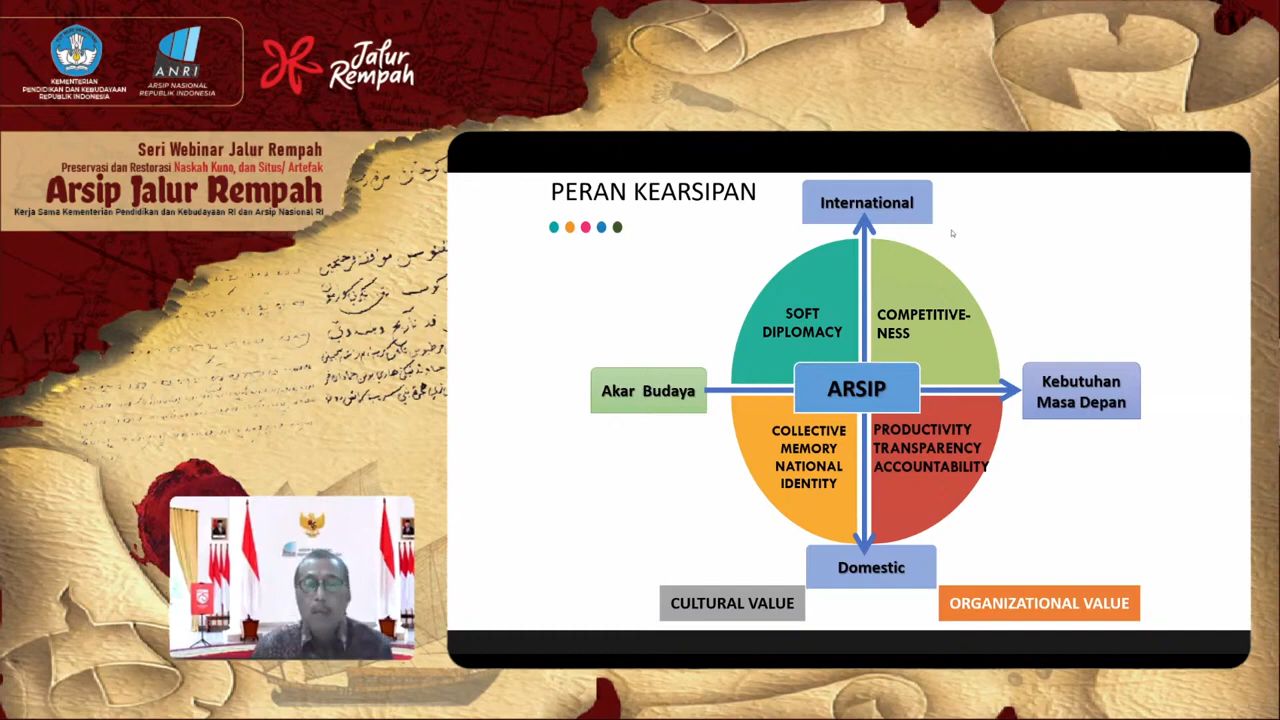 KEMENTERIAN
PENDIDIKAN DAN KEBUDAYAAN
REPUBLIK INDONESIA
ANRI
ARSIP NASIONAL
REPUBLIK INDONESIA
Jalur
Rempah
Seri Webinar Jalur Rempah
Preservasi dan Restorasi Naskah Kuno, dan Situs/ Artefak
Arsip Jalur Rempah
Kerja Sama Kementerian Pendidikan dan Kebudayaan RI dan Arsip Nasional RI
PERAN KEARSIPAN
International
SOFT
DIPLOMACY
COMPETITIVE-
NESS
Akar Budaya
ARSIP
Kebutuhan
Masa Depan
COLLECTIVE
MEMORY
NATIONAL
IDENTITY
PRODUCTIVITY
TRANSPARENCY
ACCOUNTABILITY
Domestic
CULTURAL VALUE
ORGANIZATIONAL VALUE